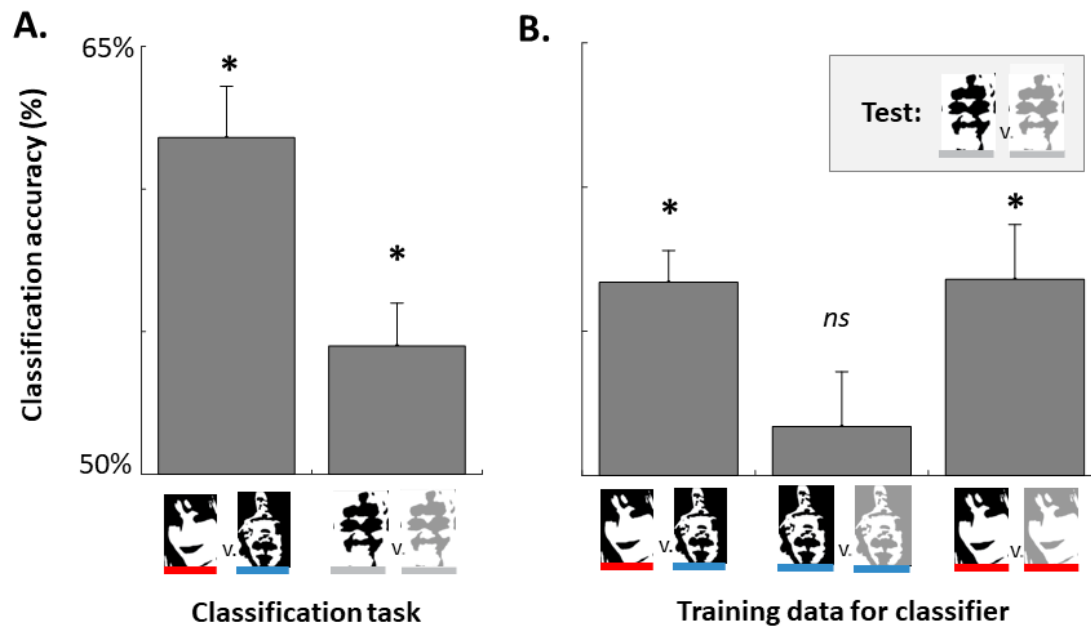 A.
B.
65%
50%
Classification accuracy (%)
*
*
Test:
v.
*
ns
*
v.
v.
v.
v.
v.
Classification task
Training data for classifier